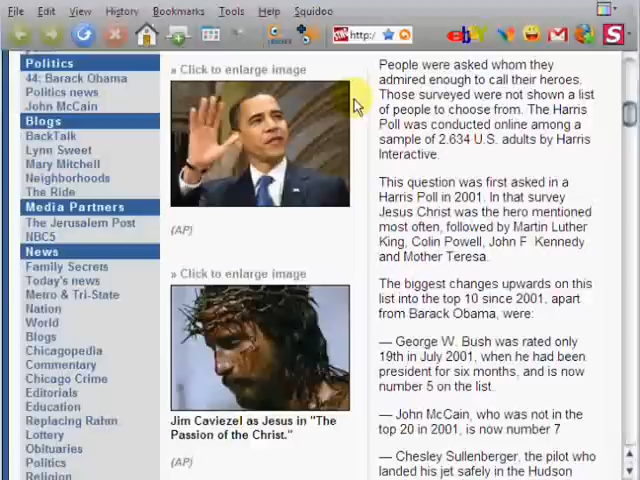 File Edit View History Bookmarks Tools Help Squidoo
http:/
Politics
44: Barack Obama
Politics news
John McCain
Blogs
BackTalk
Lynn Sweet
Mary Mitchell
Neighborhoods
The Ride
Media Partners
The Jerusalem Post
NBC5
News
Family Secrets
Today's news
Metro & Tri-State
Nation
World
Blogs
Chicagopedia
Commentary
Chicago Crime
Editorials
Education
Replacing Rahm
Lottery
Obituaries
Politics
Religion
» Click to enlarge image
(AP)
» Click to enlarge image
Jim Caviezel as Jesus in "The
Passion of the Christ."
(AP)
People were asked whom they
admired enough to call their heroes.
Those surveyed were not shown a list
of people to choose from. The Harris
Poll was conducted online among a
sample of 2.634 U.S. adults by Harris
Interactive.
This question was first asked in a
Harris Poll in 2001. In that survey
Jesus Christ was the hero mentioned
most often, followed by Martin Luther
King, Colin Powell, John F Kennedy
and Mother Teresa.
The biggest changes upwards on this
list into the top 10 since 2001, apart
from Barack Obama, were:
— George W. Bush was rated only
19th in July 2001, when he had been
president for six months, and is now
number 5 on the list.
— John McCain, who was not in the
top 20 in 2001, is now number 7
— Chesley Sullenberger, the pilot who
landed his jet safely in the Hudson